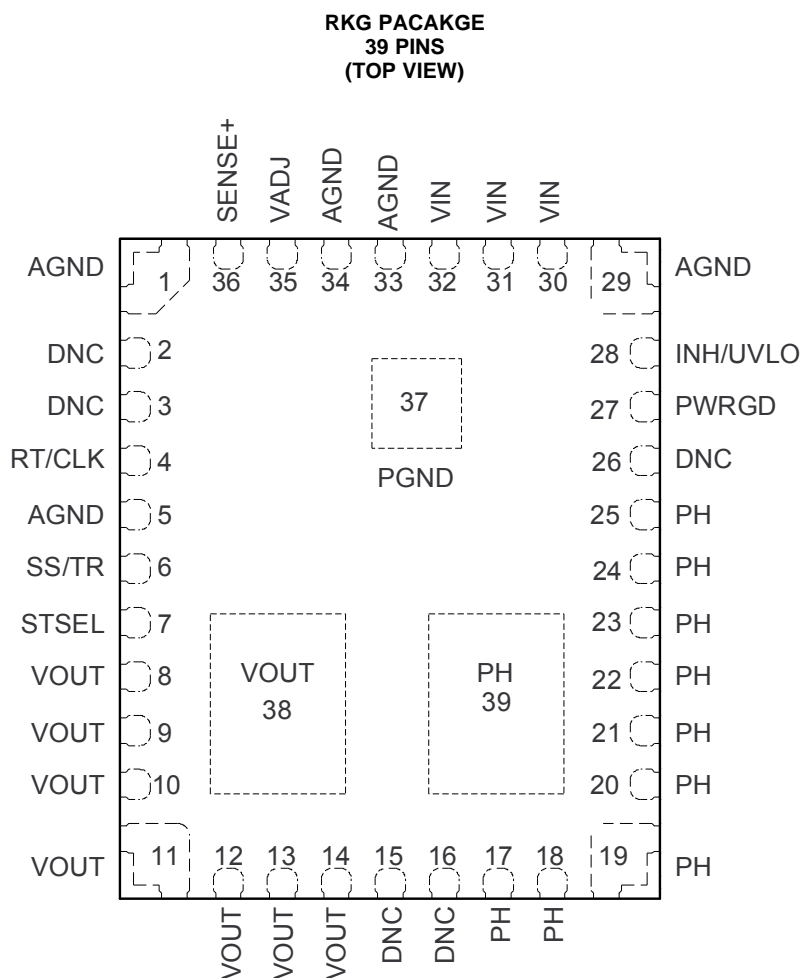 RKG PACAKGE
39 PINS
(TOP VIEW)
SENSE+ VADJ AGND AGND VIN VIN VIN
AGND 1 36 35 34 33 32 31 30 29 AGND
DNC 2 28 INH/UVLO
DNC 3 37 27 PWRGD
RT/CLK 4 PGND 26 DNC
AGND 5 25 PH
SS/TR 6 24 PH
STSEL 7 23 PH
VOUT 8 VOUT PH 22 PH
38 39
VOUT 9 21 PH
VOUT 10 20 PH
VOUT 11 12 13 14 15 16 17 18 19 PH
VOUT VOUT VOUT DNC DNC PH PH